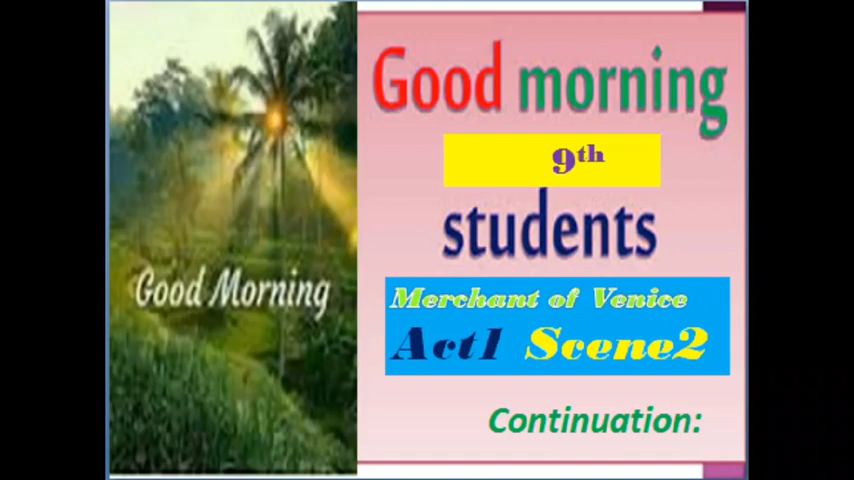 Good Morning
Good morning
9th
students
Merchant of Venice
Act1 Scene2
Continuation: